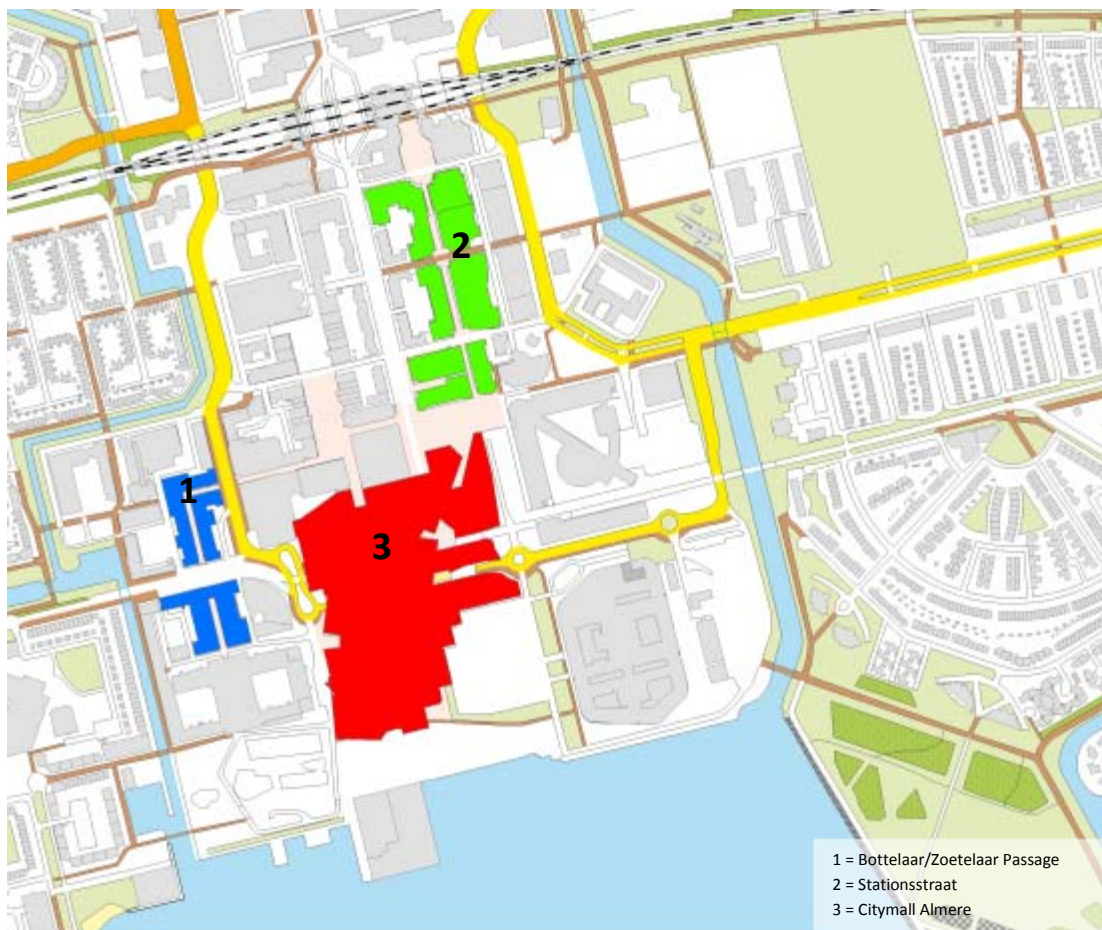 2
1
3
1 = Bottelaar/Zoetelaar Passage
2 = Stationsstraat
3 = Citymall Almere